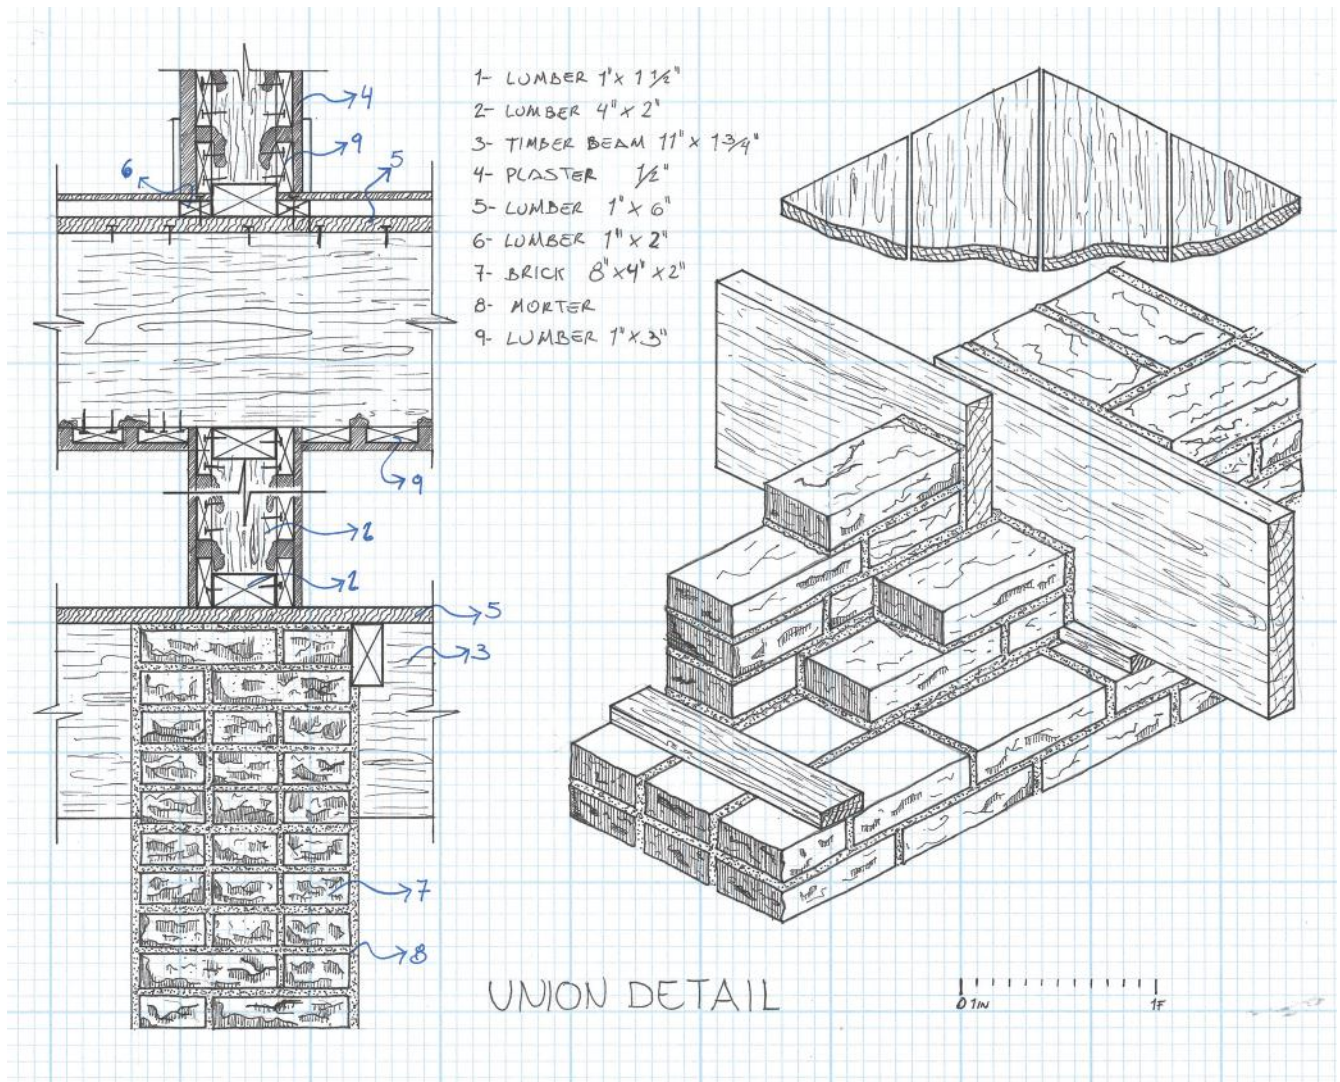 1- LUMBER 1"x 1 1/2"
2- LUMBER 4"x 2"
3- TIMBER BEAM 11"x 1 3/4"
4- PLASTER 1/2"
5- LUMBER 1"x 6"
6- LUMBER 1"x 2"
7- BRICK 8"x4"x2"
8- MORTER
9- LUMBER 1"x 3"
4
9
5
6
9
2
2
5
3
7
8
UNION DETAIL
0 1IN 1F